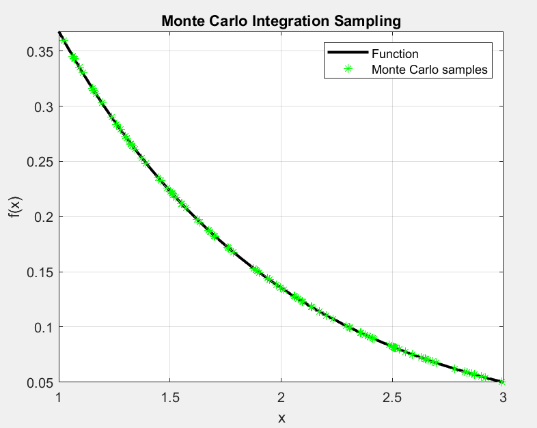 Monte Carlo Integration Sampling
Function
Monte Carlo samples
0.35
0.3
0.25
0.2
0.15
0.1
0.05
f(x)
1 1.5 2 2.5 3
x